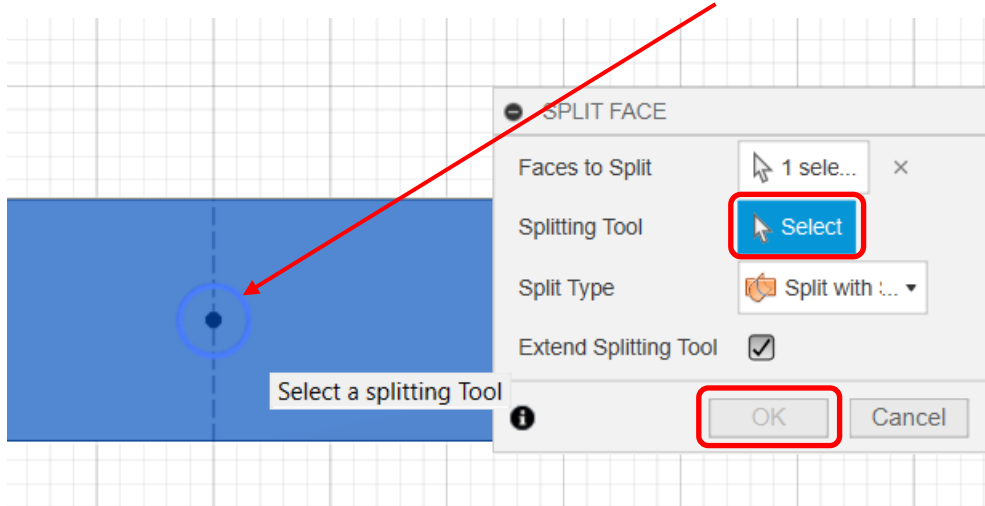 SPLIT FACE
Faces to Split 1 sele...
Splitting Tool Select
Split Type Split with :...
Extend Splitting Tool
Select a splitting Tool
OK Cancel